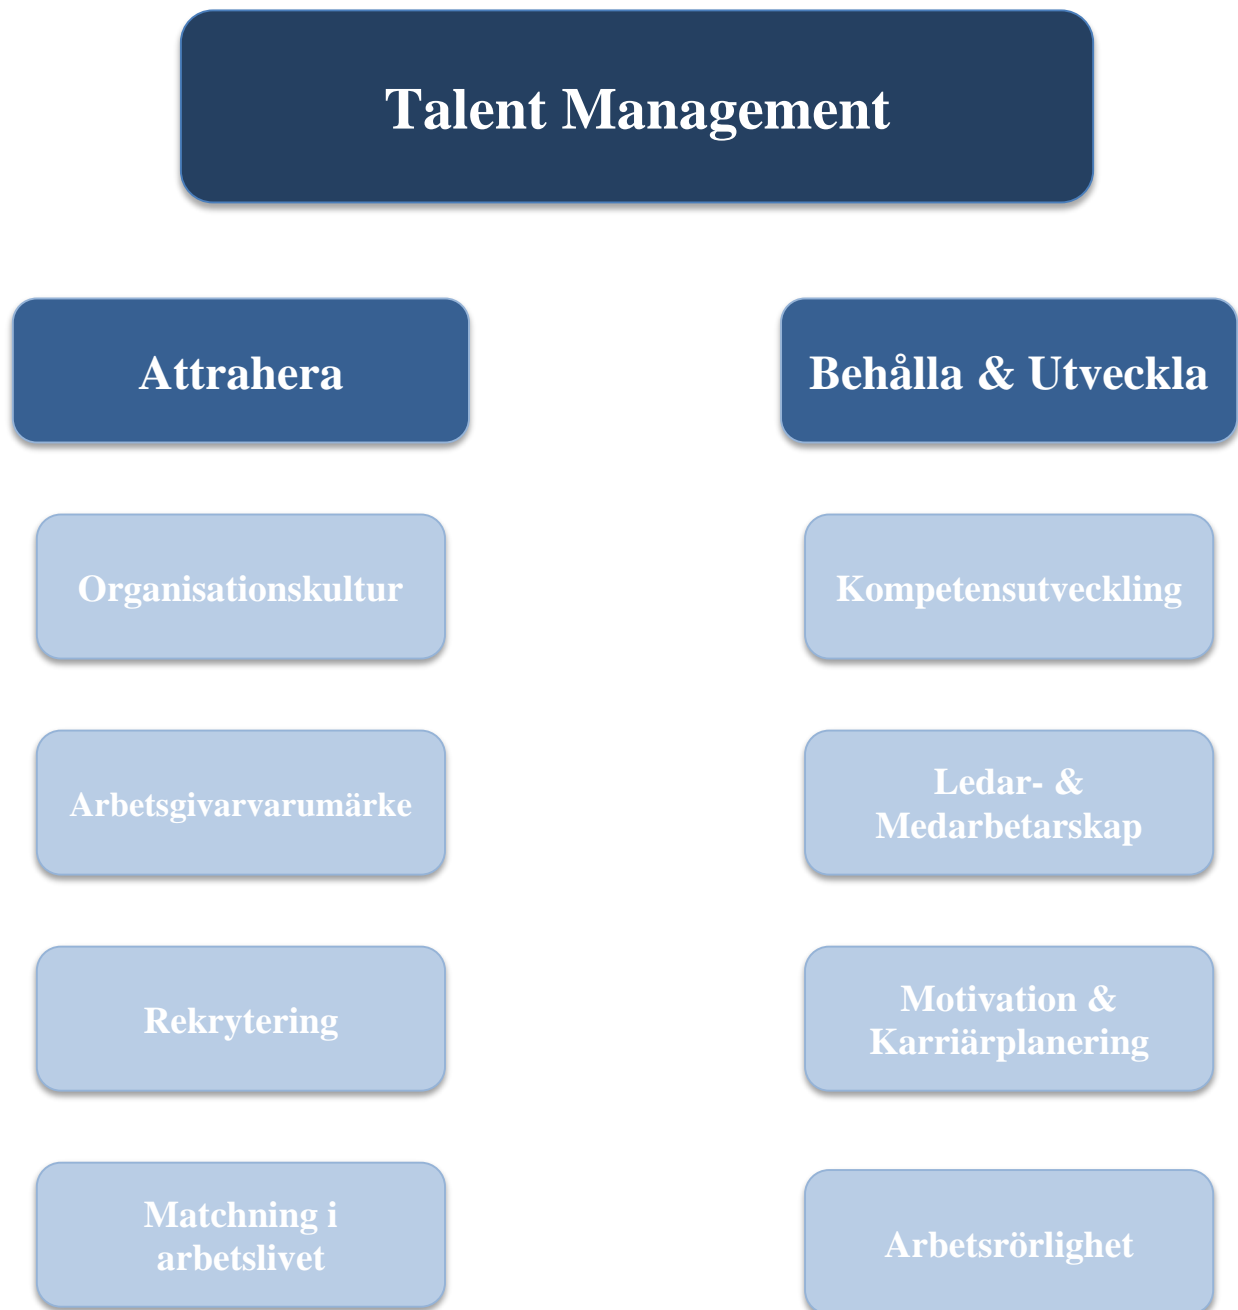 Talent Management
Attrahera
Behålla & Utveckla
Organisationskultur
Kompetensutveckling
Arbetsgivarvarumärke
Ledar- &
Medarbetarskap
Rekrytering
Motivation &
Karriärplanering
Matchning i
arbetslivet
Arbetsrörlighet